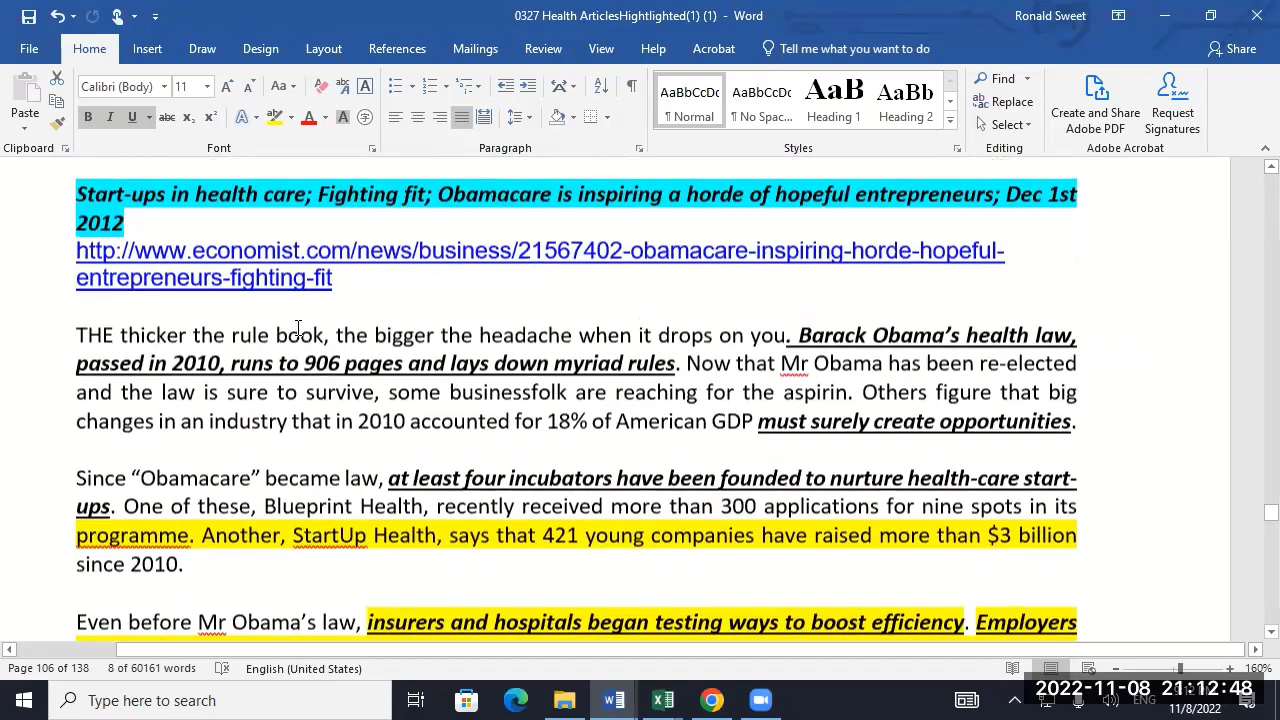 0327 Health ArticlesHightlighted(1) (1) - Word
Ronald Sweet
File Home Insert Draw Design Layout References Mailings Review View Help Acrobat Tell me what you want to do Share
Paste
Calibri (Body) 11
AaBbCcDc AaBbCcDc AaB AaBb
¶ Normal ¶ No Spac... Heading 1 Heading 2
Find
Replace
Select
Create and Share
Adobe PDF
Request
Signatures
Clipboard Font Paragraph Styles Editing Adobe Acrobat
Start-ups in health care; Fighting fit; Obamacare is inspiring a horde of hopeful entrepreneurs; Dec 1st
2012
http://www.economist.com/news/business/21567402-obamacare-inspiring-horde-hopeful-
entrepreneurs-fighting-fit
THE thicker the rule book, the bigger the headache when it drops on you. Barack Obama’s health law,
passed in 2010, runs to 906 pages and lays down myriad rules. Now that Mr Obama has been re-elected
and the law is sure to survive, some businessfolk are reaching for the aspirin. Others figure that big
changes in an industry that in 2010 accounted for 18% of American GDP must surely create opportunities.
Since “Obamacare” became law, at least four incubators have been founded to nurture health-care start-
ups. One of these, Blueprint Health, recently received more than 300 applications for nine spots in its
programme. Another, StartUp Health, says that 421 young companies have raised more than $3 billion
since 2010.
Even before Mr Obama’s law, insurers and hospitals began testing ways to boost efficiency. Employers
Page 106 of 138 8 of 60161 words English (United States) 160%
Type here to search
2022-11-08 21:12:48
ENG
11/8/2022